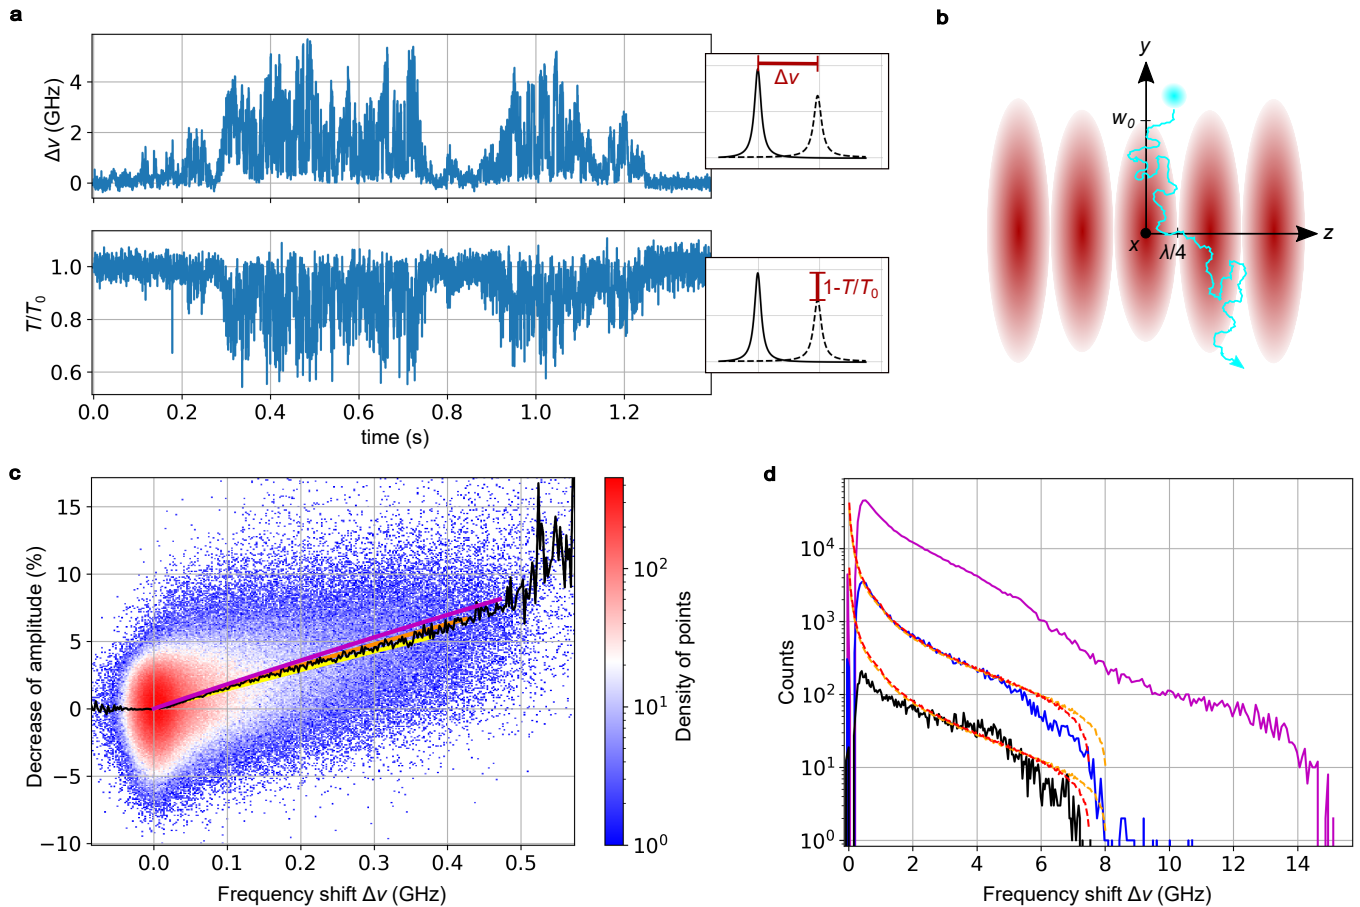 a
Δν (GHz)
4
2
0
Δν
T/T0
1.0
0.8
0.6
1-T/T0
0.0
0.2
0.4
0.6
0.8
1.0
1.2
time (s)
b
y
w0
x
λ/4
z
c
Decrease of amplitude (%)
15
10
5
0
−5
−10
0.0
0.1
0.2
0.3
0.4
0.5
Frequency shift Δν (GHz)
10^2
10^1
10^0
Density of points
d
Counts
10^4
10^3
10^2
10^1
10^0
0
2
4
6
8
10
12
14
Frequency shift Δν (GHz)